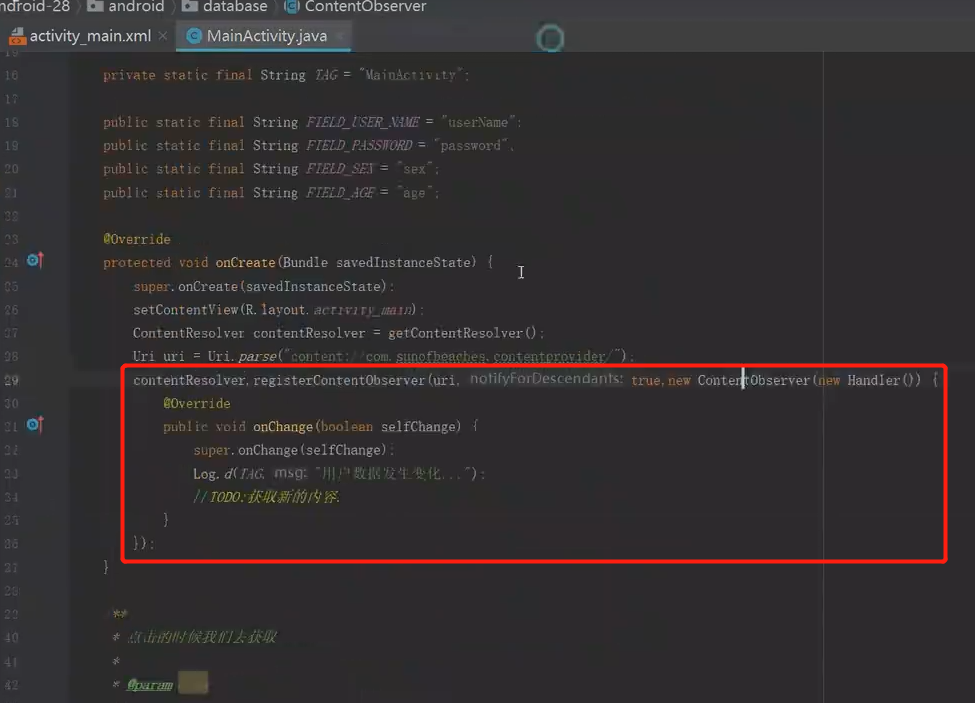 ndroid-28 android database ContentObserver
activity_main.xml MainActivity.java
16 private static final String TAG = "MainActivity";
17
18 public static final String FIELD_USER_NAME = "userName";
19 public static final String FIELD_PASSWORD = "password";
20 public static final String FIELD_SEX = "sex";
21 public static final String FIELD_AGE = "age";
22
23 @Override
24 protected void onCreate(Bundle savedInstanceState) {
25 super.onCreate(savedInstanceState);
26 setContentView(R.layout.activity_main);
27 ContentResolver contentResolver = getContentResolver();
28 Uri uri = Uri.parse("content://com.sunofbeaches.contentprovider/");
29 contentResolver.registerContentObserver(uri, notifyForDescendants: true,new ContentObserver(new Handler()) {
30 @Override
31 public void onChange(boolean selfChange) {
32 super.onChange(selfChange);
33 Log.d(TAG, msg: "用户数据发生变化...");
34 //TODO:获取新的内容.
35 }
36 });
37 }
38
39 **
40 * 点击的时候我们去获取
41 *
42 * @param